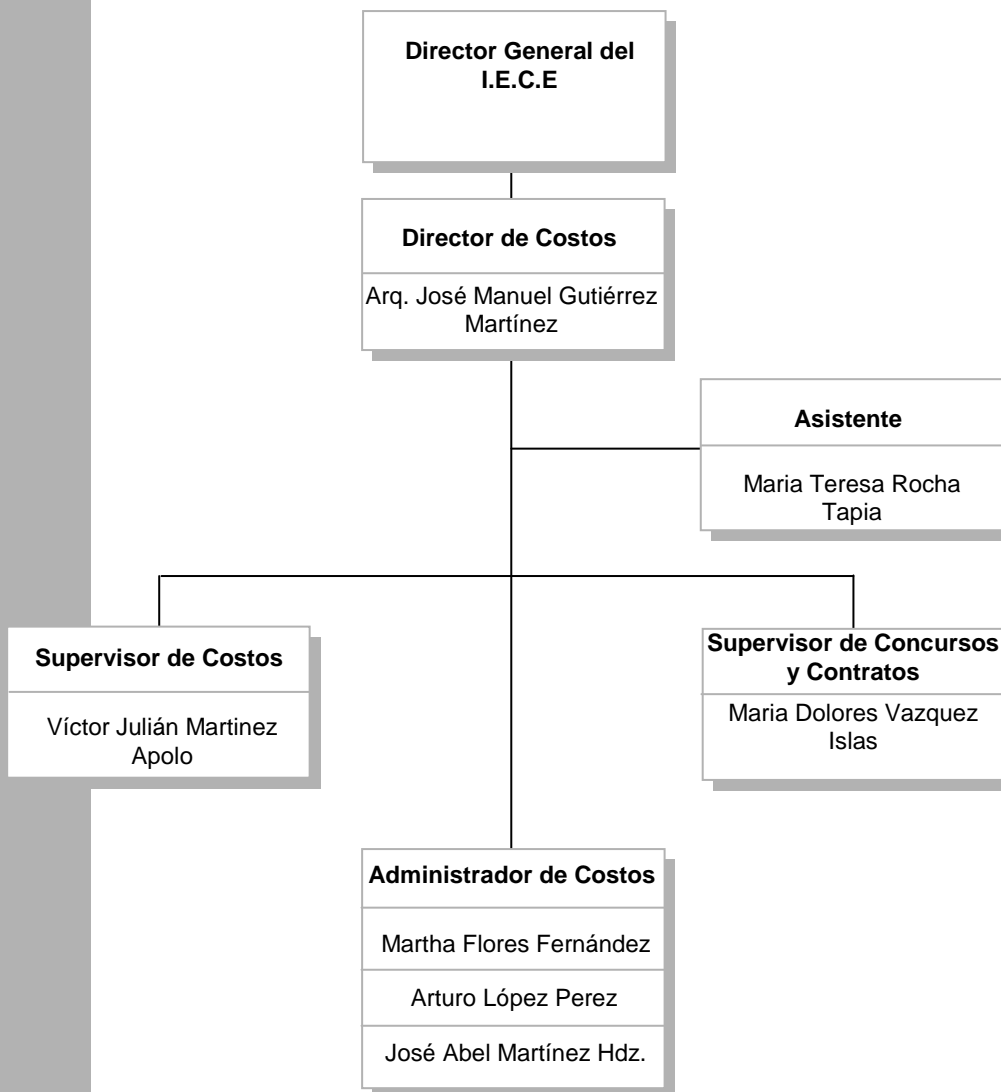 Director General del
I.E.C.E
Director de Costos
Arq. José Manuel Gutiérrez
Martínez
Asistente
Maria Teresa Rocha
Tapia
Supervisor de Costos
Víctor Julián Martinez
Apolo
Supervisor de Concursos
y Contratos
Maria Dolores Vazquez
Islas
Administrador de Costos
Martha Flores Fernández
Arturo López Perez
José Abel Martínez Hdz.